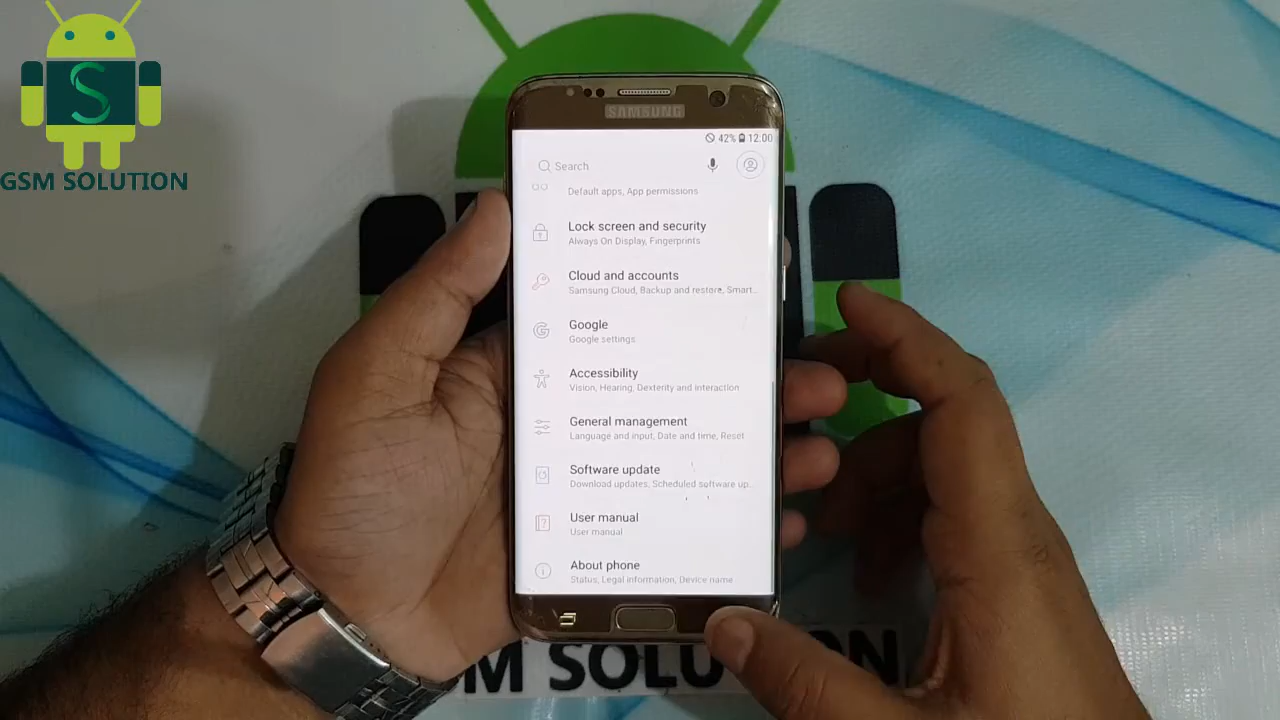 S
GSM SOLUTION
SAMSUNG
42% 12:00
Search
Default apps, App permissions
Lock screen and security
Always On Display, Fingerprints
Cloud and accounts
Samsung Cloud, Backup and restore, Smart...
Google
Google settings
Accessibility
Vision, Hearing, Dexterity and interaction
General management
Language and input, Date and time, Reset
Software update
Download updates, Scheduled software up...
User manual
User manual
About phone
Status, Legal information, Device name
SM SOLUTION